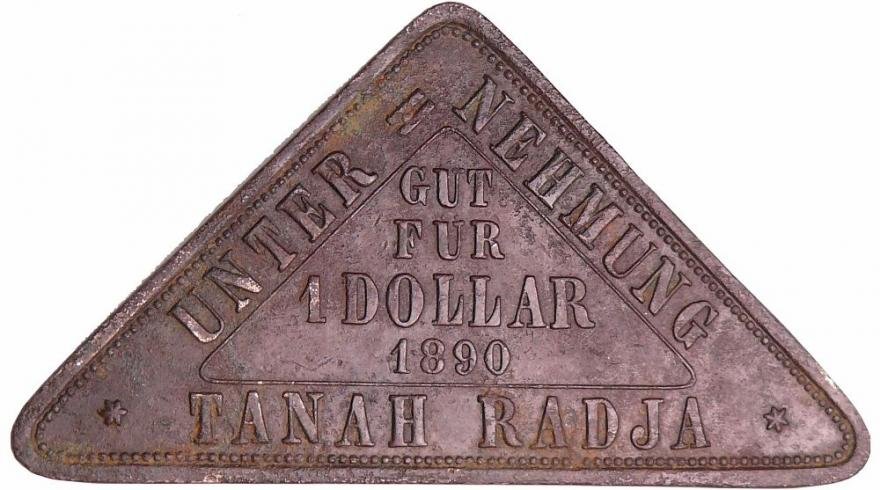 UNTER = NEHMUNG
GUT
FUR
1 DOLLAR
1890
TANAH RADJA